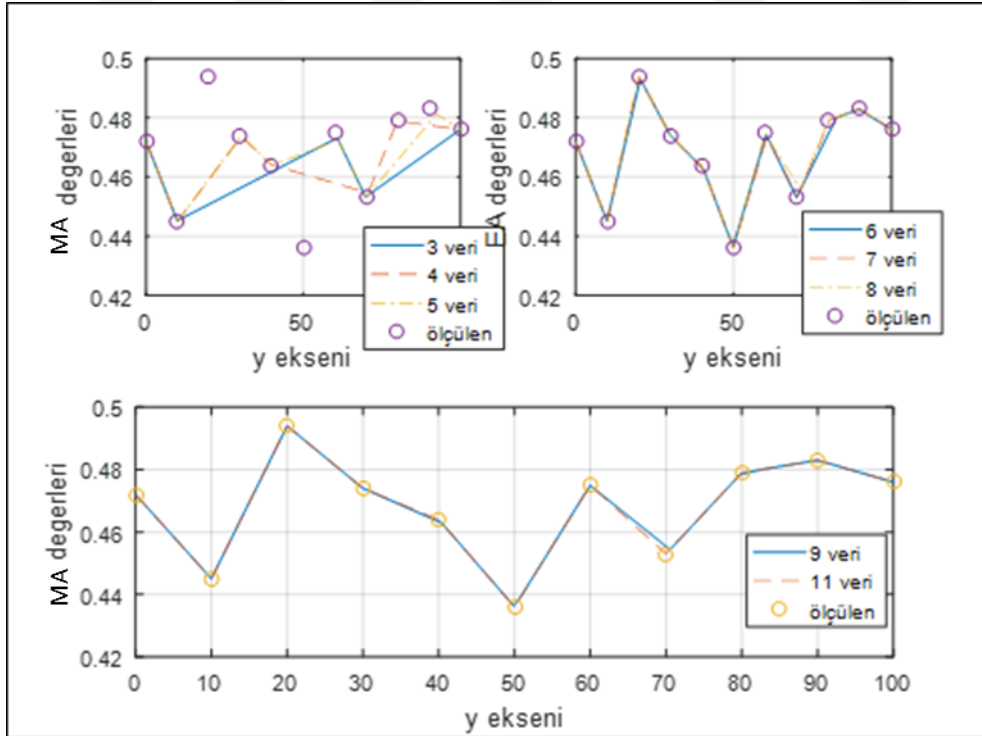 MA degerleri
0.5
0.48
0.46
0.44
0.42
0
50
y ekseni
3 veri
4 veri
5 veri
ölçülen
EA degerleri
0.5
0.48
0.46
0.44
0.42
0
50
y ekseni
6 veri
7 veri
8 veri
ölçülen
MA degerleri
0.5
0.48
0.46
0.44
0.42
0 10 20 30 40 50 60 70 80 90 100
y ekseni
9 veri
11 veri
ölçülen